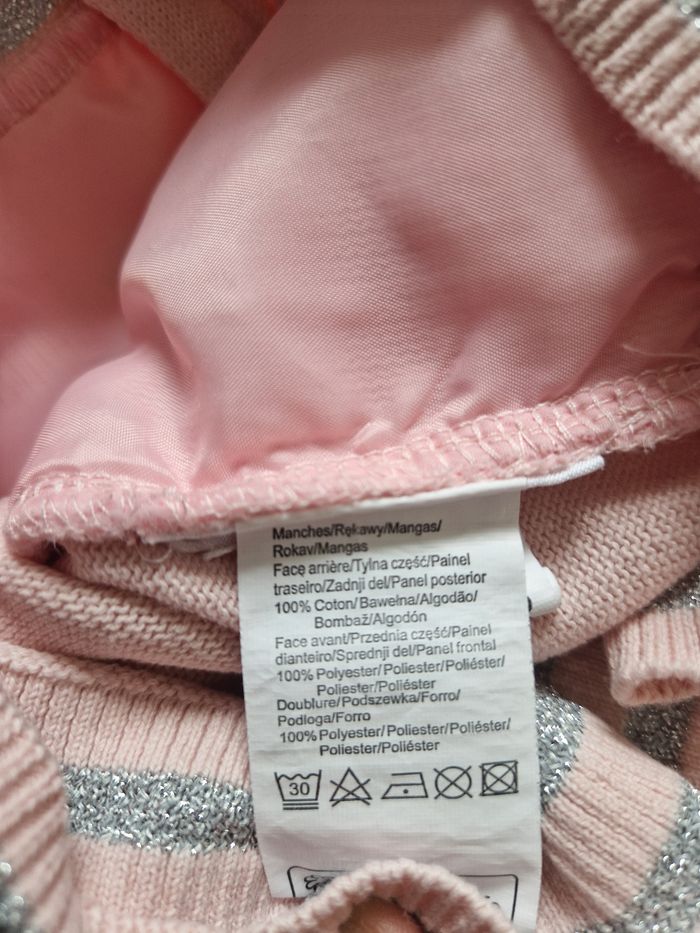 Manches/Rękawy/Mangas/
Rokav/Mangas
Face arrière/Tylna część/Painel
traseiro/Zadnji del/Panel posterior
100% Coton/Bawełna/Algodão/
Bombaž/Algodón
Face avant/Przednia część/Painel
dianteiro/Sprednji del/Panel frontal
100% Polyester/Poliester/Poliéster/
Poliester/Poliéster
Doublure/Podszewka/Forro/
Podloga/Forro
100% Polyester/Poliester/Poliéster/
Poliester/Poliéster
30